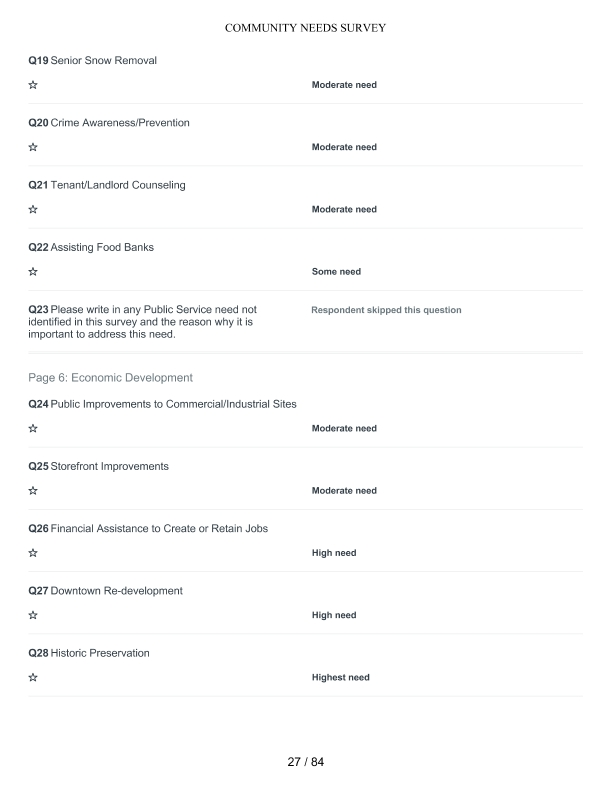 COMMUNITY NEEDS SURVEY
Q19 Senior Snow Removal
☆ Moderate need
Q20 Crime Awareness/Prevention
☆ Moderate need
Q21 Tenant/Landlord Counseling
☆ Moderate need
Q22 Assisting Food Banks
☆ Some need
Q23 Please write in any Public Service need not
identified in this survey and the reason why it is
important to address this need.
Respondent skipped this question
Page 6: Economic Development
Q24 Public Improvements to Commercial/Industrial Sites
☆ Moderate need
Q25 Storefront Improvements
☆ Moderate need
Q26 Financial Assistance to Create or Retain Jobs
☆ High need
Q27 Downtown Re-development
☆ High need
Q28 Historic Preservation
☆ Highest need
27 / 84